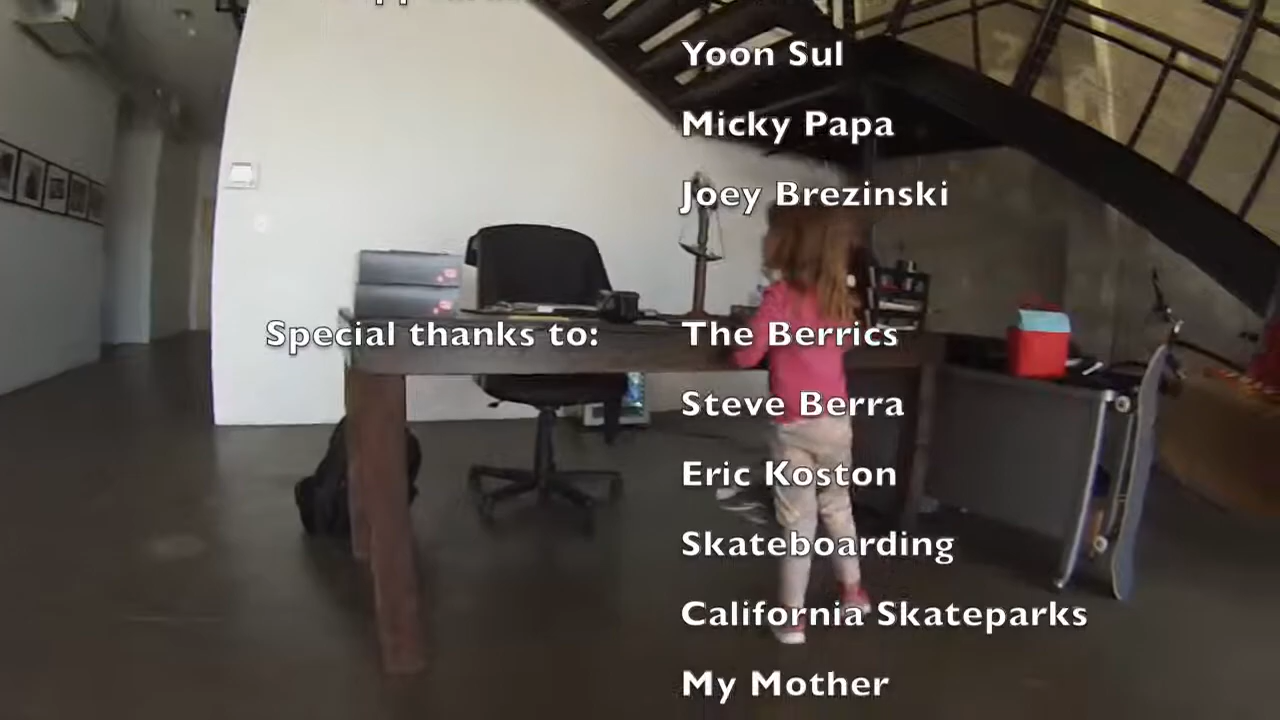 Yoon Sul
Micky Papa
Joey Brezinski
Special thanks to: The Berrics
Steve Berra
Eric Koston
Skateboarding
California Skateparks
My Mother